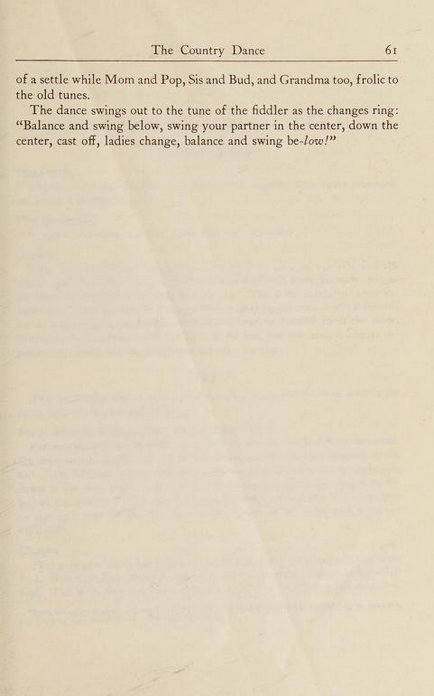 The Country Dance 61
of a settle while Mom and Pop, Sis and Bud, and Grandma too, frolic to
the old tunes.
The dance swings out to the tune of the fiddler as the changes ring:
“Balance and swing below, swing your partner in the center, down the
center, cast off, ladies change, balance and swing be-low!”